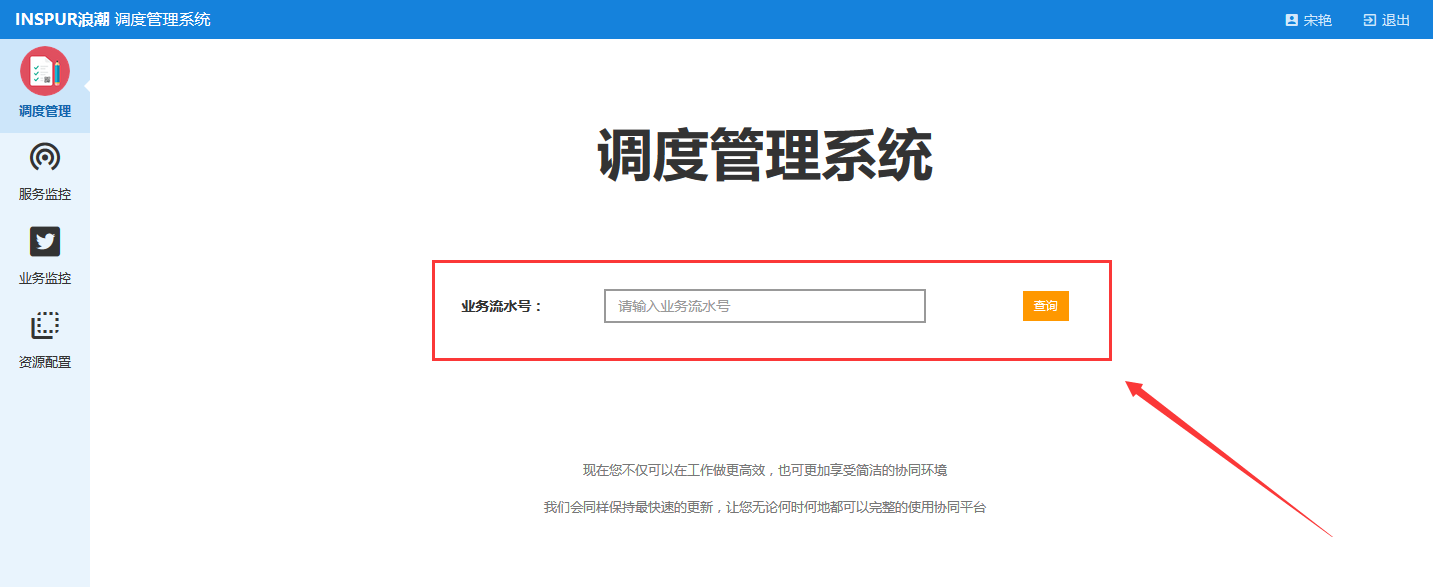 INSPUR浪潮 调度管理系统
宋艳
退出
调度管理
服务监控
业务监控
资源配置
调度管理系统
业务流水号：
请输入业务流水号
查询
现在您不仅可以在工作做更高效，也可更加享受简洁的协同环境
我们会同样保持最快速的更新，让您无论何时何地都可以完整的使用协同平台